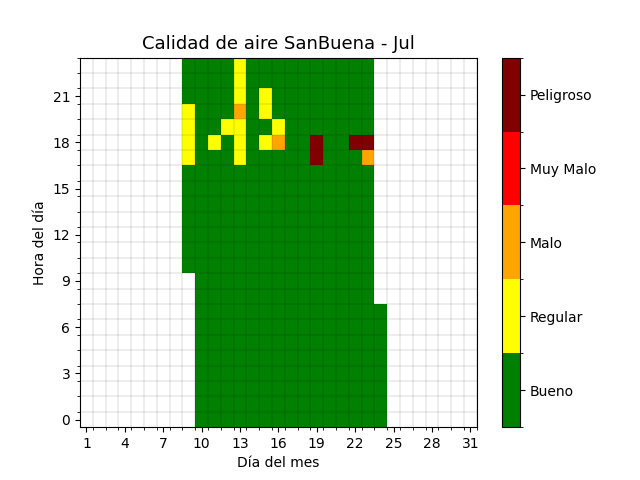 Calidad de aire SanBuena - Jul
Hora del día
21
18
15
12
9
6
3
0
1 4 7 10 13 16 19 22 25 28 31
Día del mes
Peligroso
Muy Malo
Malo
Regular
Bueno